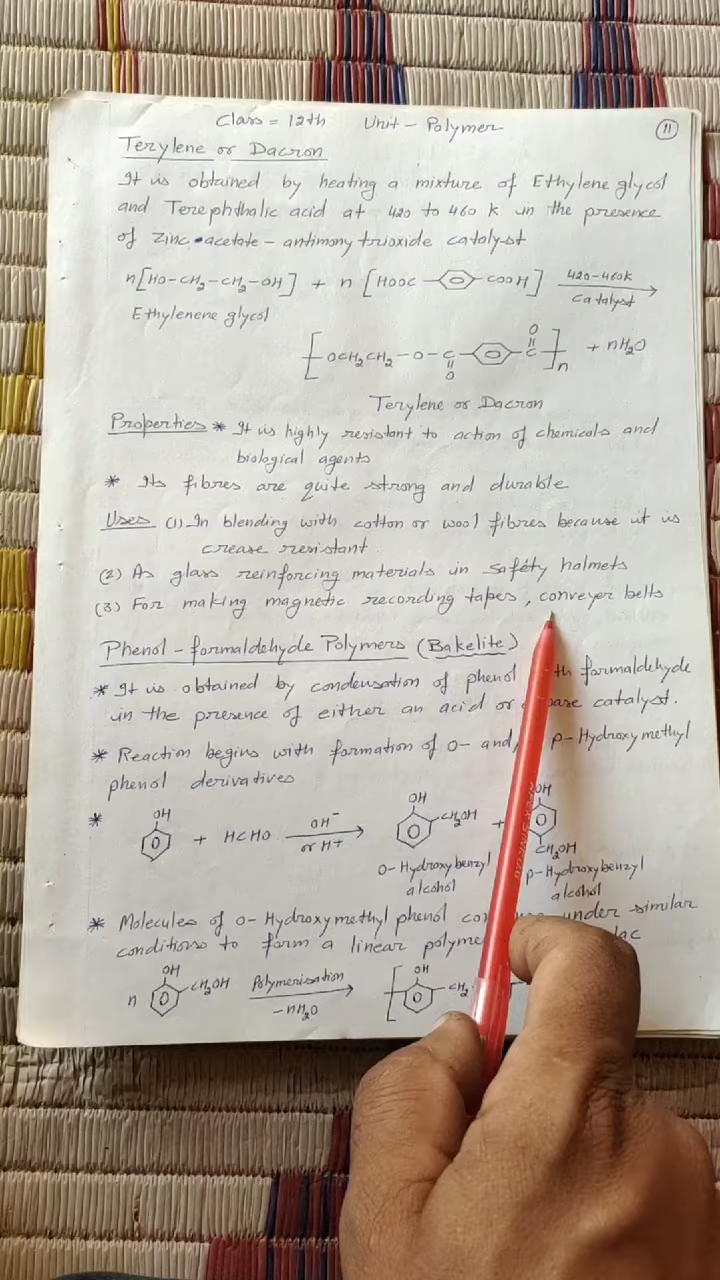 Class = 12th Unit - Polymer 11
Terylene or Dacron
It is obtained by heating a mixture of Ethylene glycol
and Terephthalic acid at 420 to 460 k in the presence
of Zinc acetate - antimony trioxide catalyst
n[HO-CH2-CH2-OH] + n [HOOC COOH] 420-460k
Catalyst
Ethylenene glycol
[OCH2CH2-O-C C]n + nH2O
O O
Terylene or Dacron
Properties * It is highly resistant to action of chemicals and
biological agents
* Its fibres are quite strong and durable
Uses (1) In blending with cotton or wool fibres because it is
crease resistant
(2) As glass reinforcing materials in safety halmets
(3) For making magnetic recording tapes, conveyer belts
Phenol - formaldehyde Polymers (Bakelite)
* It is obtained by condensation of phenol th formaldehyde
in the presence of either an acid or base catalyst.
* Reaction begins with formation of O- and p-Hydroxymethyl
phenol derivatives
* OH + HCHO OH- or H+ OH CH2OH + OH CH2OH
O-Hydroxybenzyl alcohol p-Hydroxybenzyl alcohol
* Molecules of O-Hydroxymethyl phenol under similar
conditions to form a linear
n OH CH2OH Polymerisation -nH2O [OH CH2